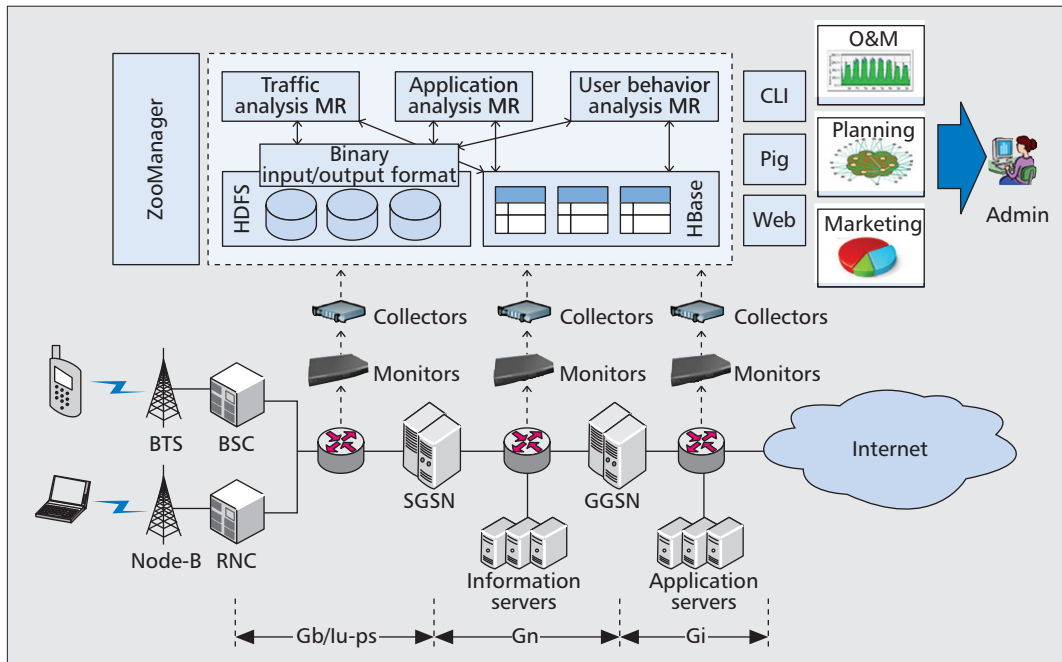 ZooManager
Traffic
analysis MR
Application
analysis MR
User behavior
analysis MR
Binary
input/output format
HDFS
HBase
CLI
Pig
Web
O&M
Planning
Marketing
Admin
Collectors
Collectors
Collectors
Monitors
Monitors
Monitors
BTS
BSC
SGSN
GGSN
Internet
Node-B
RNC
Information
servers
Application
servers
Gb/Iu-ps
Gn
Gi